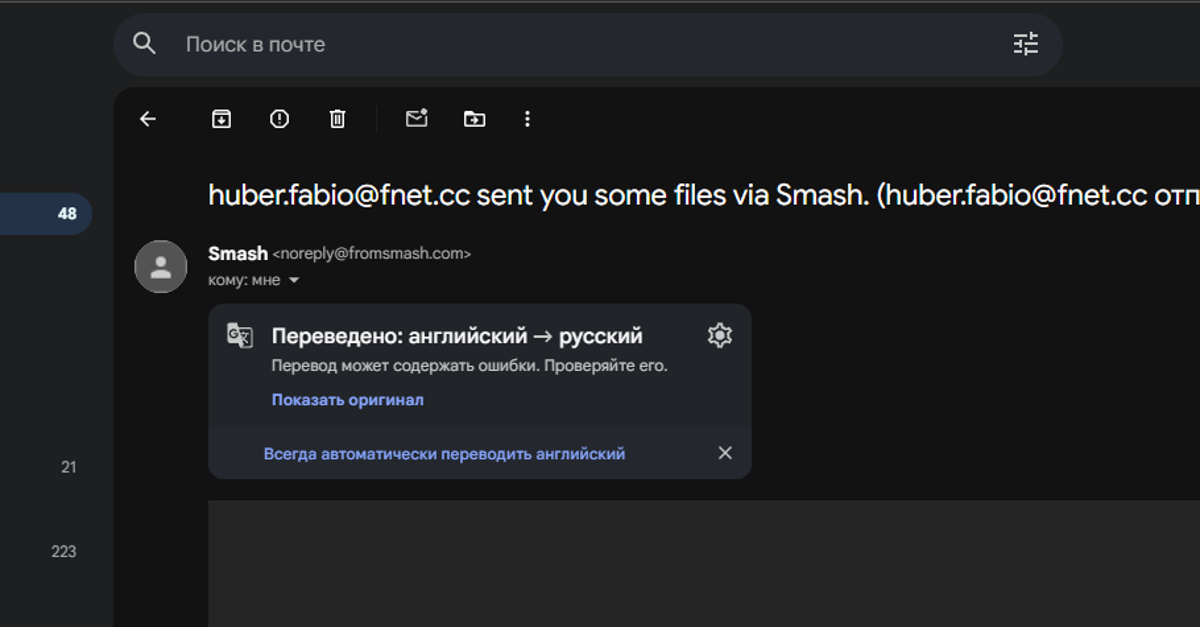 Поиск в почте
48
huber.fabio@fnet.cc sent you some files via Smash. (huber.fabio@fnet.cc отп
Smash <noreply@fromsmash.com>
кому: мне
Переведено: английский → русский
Перевод может содержать ошибки. Проверяйте его.
Показать оригинал
Всегда автоматически переводить английский
21
223